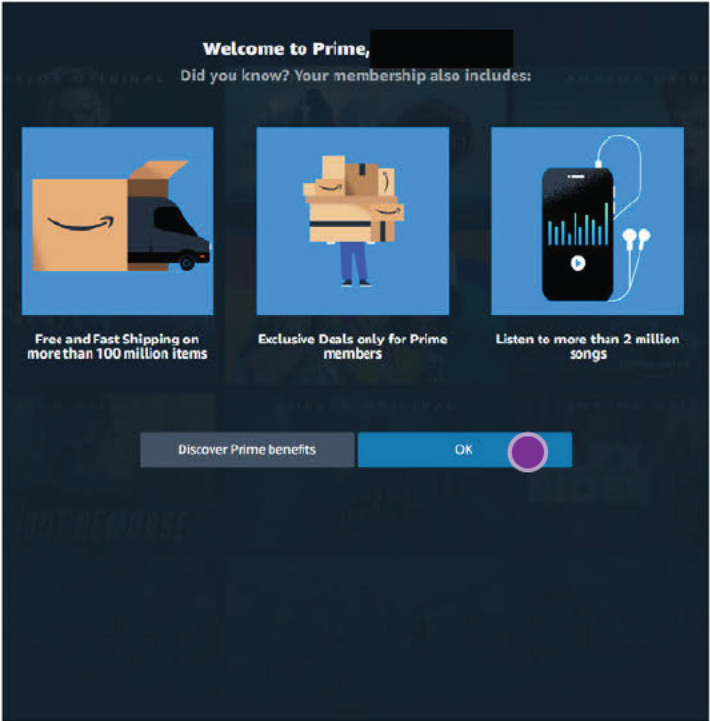 Welcome to Prime,
Did you know? Your membership also includes:
Free and Fast Shipping on
more than 100 million items
Exclusive Deals only for Prime
members
Listen to more than 2 million
songs
Discover Prime benefits
OK